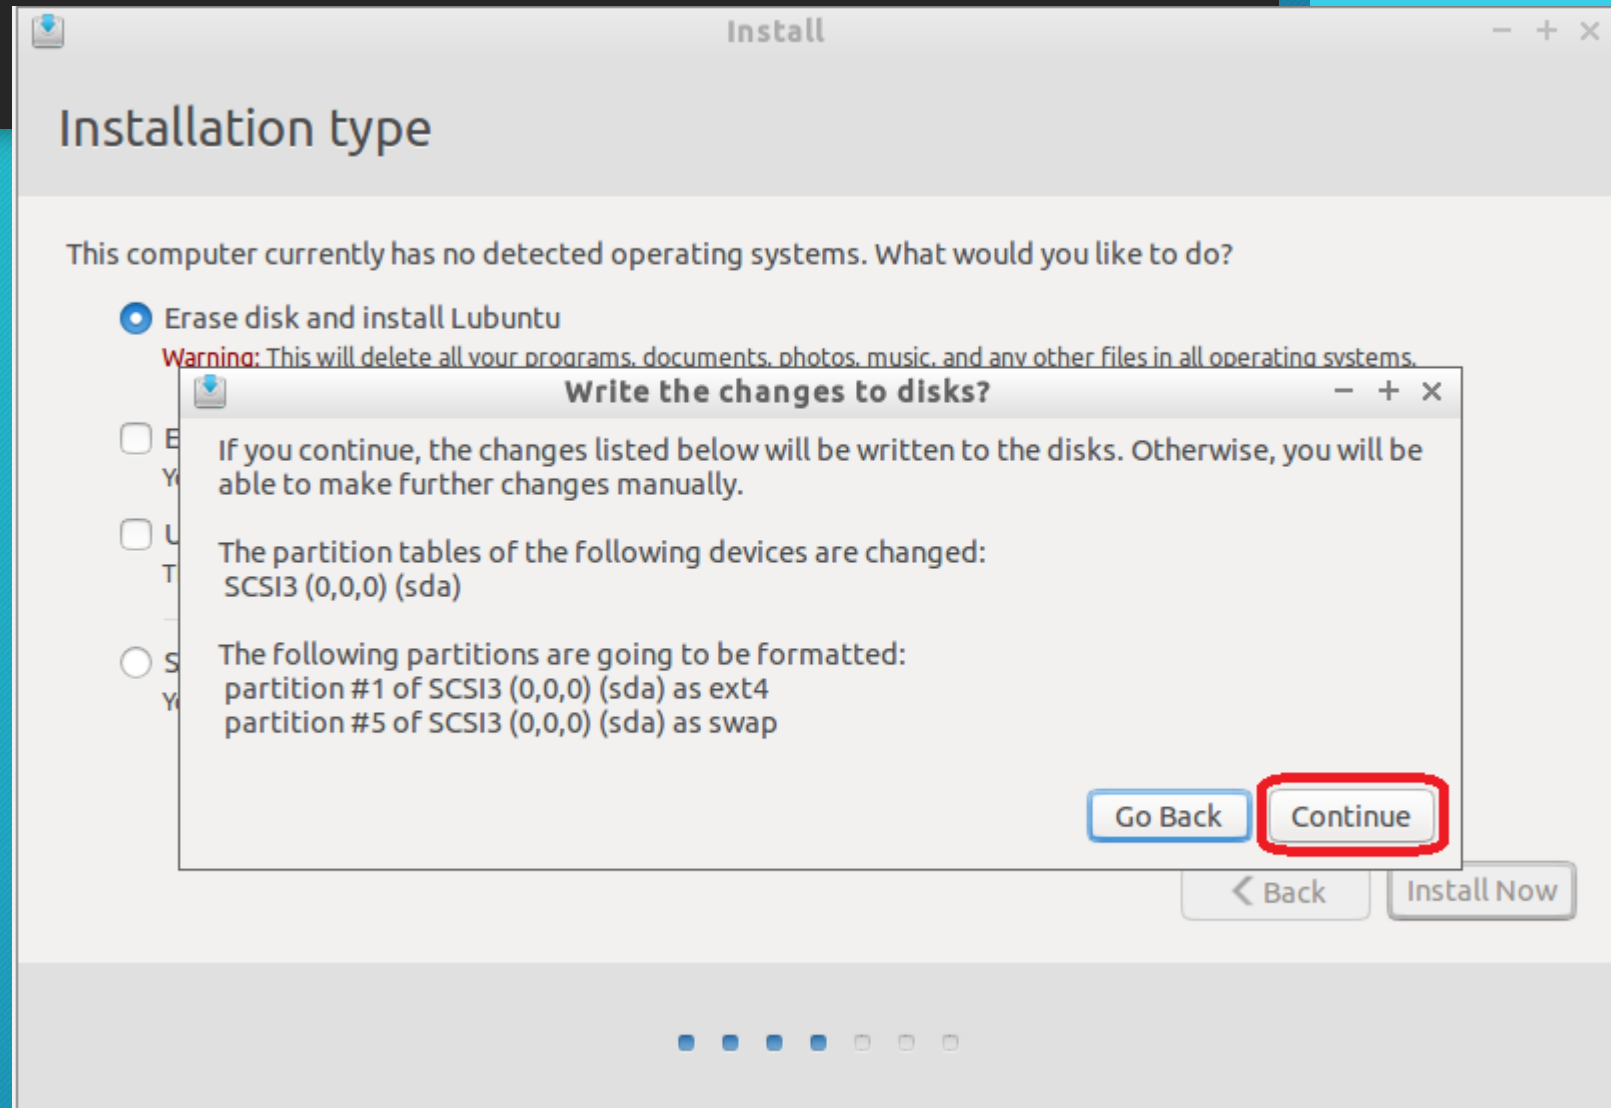 Install
Installation type
This computer currently has no detected operating systems. What would you like to do?
Erase disk and install Lubuntu
Warning: This will delete all your programs, documents, photos, music, and any other files in all operating systems.
Write the changes to disks?
If you continue, the changes listed below will be written to the disks. Otherwise, you will be
able to make further changes manually.
The partition tables of the following devices are changed:
SCSI3 (0,0,0) (sda)
The following partitions are going to be formatted:
partition #1 of SCSI3 (0,0,0) (sda) as ext4
partition #5 of SCSI3 (0,0,0) (sda) as swap
Go Back Continue
Back Install Now